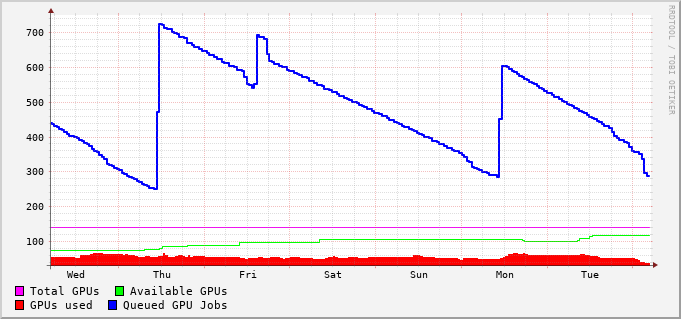 700
600
500
400
300
200
100
Wed Thu Fri Sat Sun Mon Tue
Total GPUs Available GPUs
GPUs used Queued GPU Jobs
RRDTOOL / TOBI OETIKER